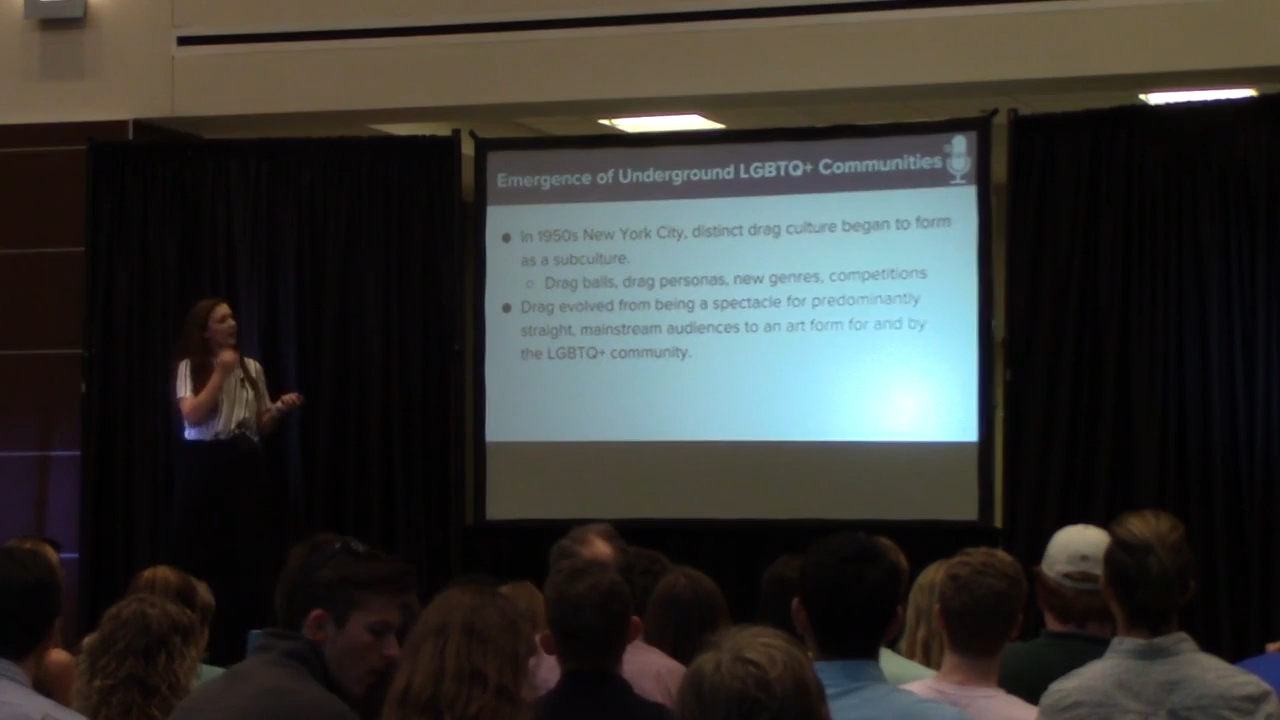 Emergence of Underground LGBTQ+ Communities
● In 1950s New York City, distinct drag culture began to form
as a subculture.
○ Drag balls, drag personas, new genres, competitions
● Drag evolved from being a spectacle for predominantly
straight, mainstream audiences to an art form for and by
the LGBTQ+ community.